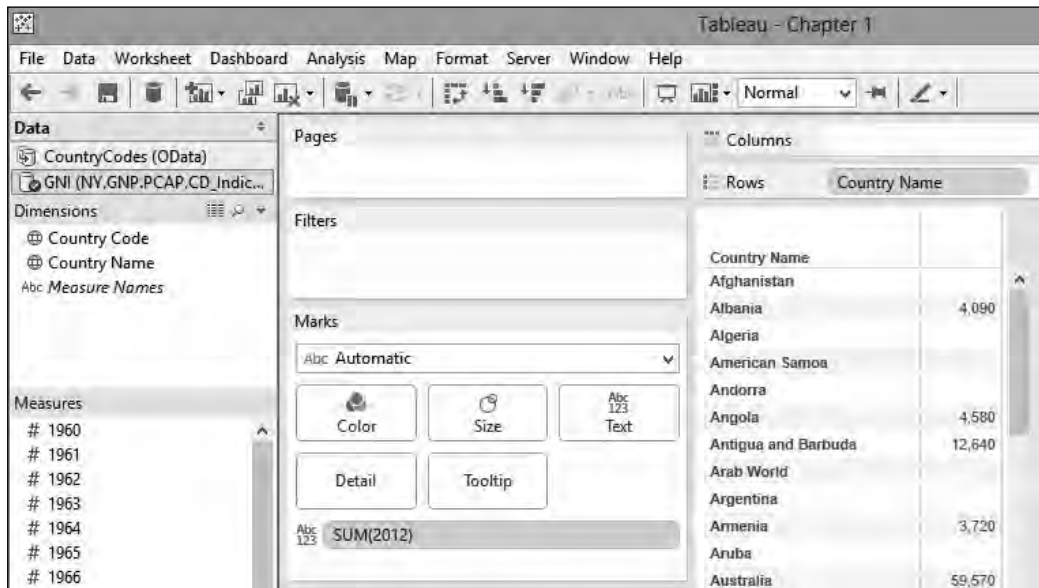 Tableau - Chapter 1
File Data Worksheet Dashboard Analysis Map Format Server Window Help
Normal
Data
CountryCodes (OData)
GNI (NY.GNP.PCAP.CD_Indic...
Dimensions
Country Code
Country Name
Abc Measure Names
Measures
# 1960
# 1961
# 1962
# 1963
# 1964
# 1965
# 1966
Pages
Filters
Marks
Abc Automatic
Color
Size
Abc
123
Text
Detail
Tooltip
Abc
123
SUM(2012)
Columns
Rows Country Name
Country Name
Afghanistan
Albania 4,090
Algeria
American Samoa
Andorra
Angola 4,580
Antigua and Barbuda 12,640
Arab World
Argentina
Armenia 3,720
Aruba
Australia 59,570